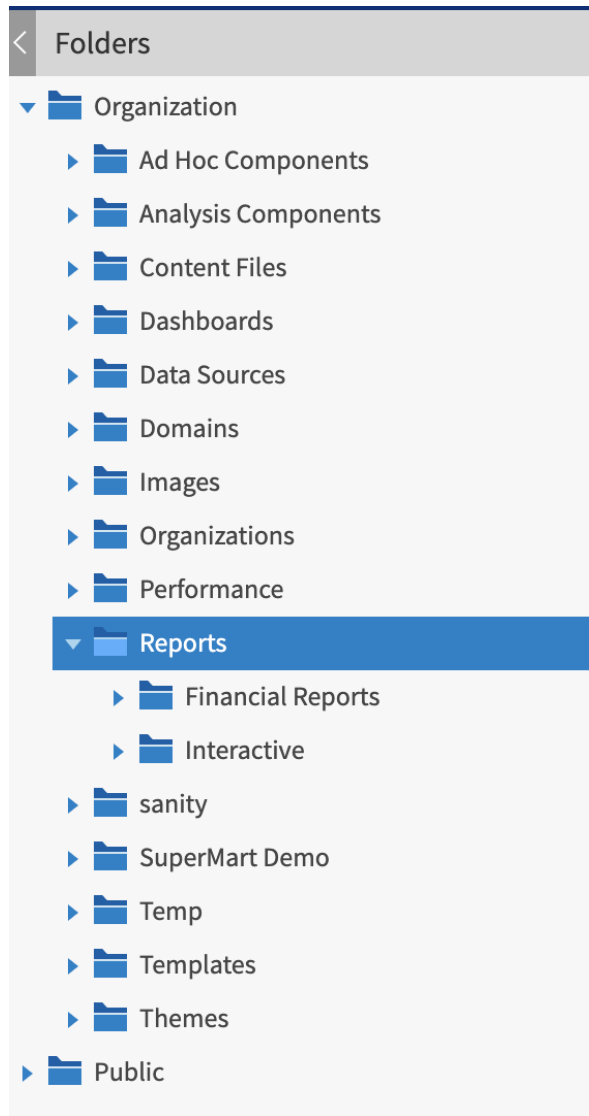 Folders
Organization
Ad Hoc Components
Analysis Components
Content Files
Dashboards
Data Sources
Domains
Images
Organizations
Performance
Reports
Financial Reports
Interactive
sanity
SuperMart Demo
Temp
Templates
Themes
Public